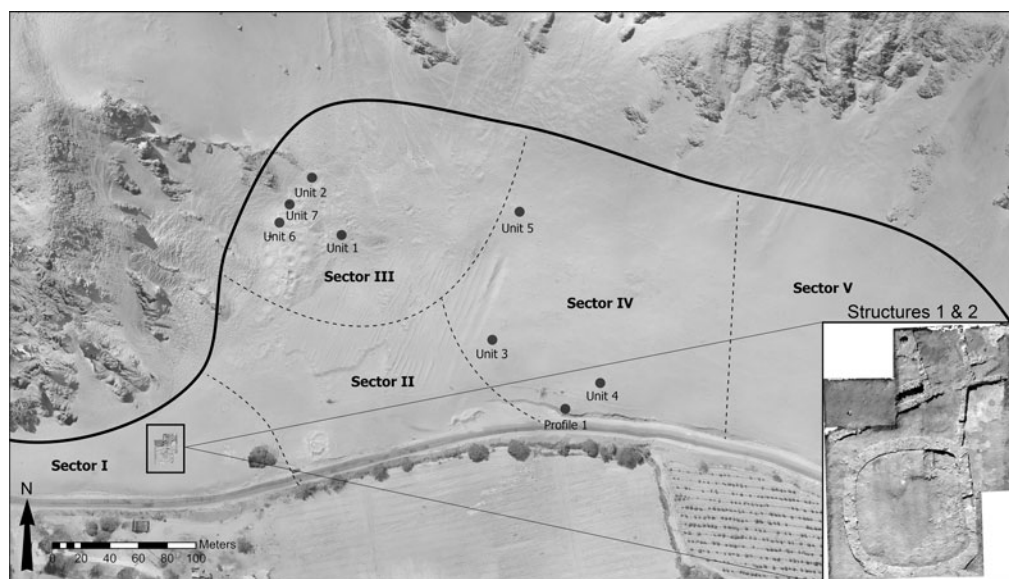 Unit 2
Unit 7
Unit 6
Unit 1
Unit 5
Sector III
Sector IV
Sector V
Structures 1 & 2
Unit 3
Sector II
Unit 4
Profile 1
Sector I
N
Meters
0 20 40 60 80 100